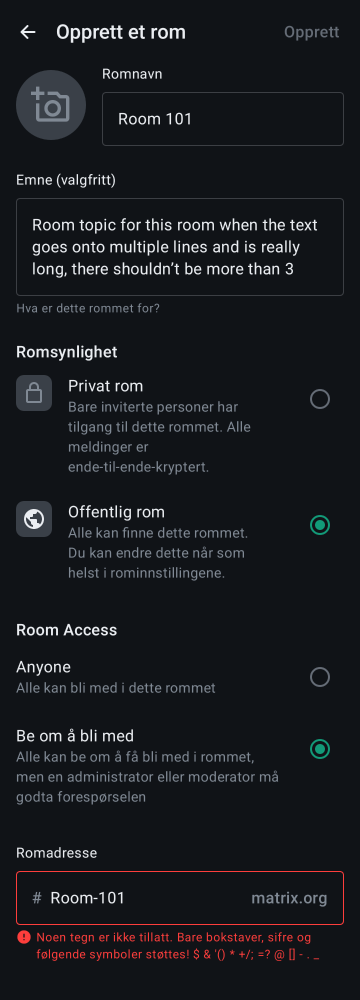 Opprett et rom
Opprett
Romnavn
Room 101
Emne (valgfritt)
Room topic for this room when the text
goes onto multiple lines and is really
long, there shouldn’t be more than 3
Hva er dette rommet for?
Romsynlighet
Privat rom
Bare inviterte personer har
tilgang til dette rommet. Alle
meldinger er
ende-til-ende-kryptert.
Offentlig rom
Alle kan finne dette rommet.
Du kan endre dette når som
helst i rominnstillingene.
Room Access
Anyone
Alle kan bli med i dette rommet
Be om å bli med
Alle kan be om å få bli med i rommet,
men en administrator eller moderator må
godta forespørselen
Romadresse
# Room-101 matrix.org
Noen tegn er ikke tillatt. Bare bokstaver, sifre og
følgende symboler støttes! $ & '() * +/; =? @ [] - . _